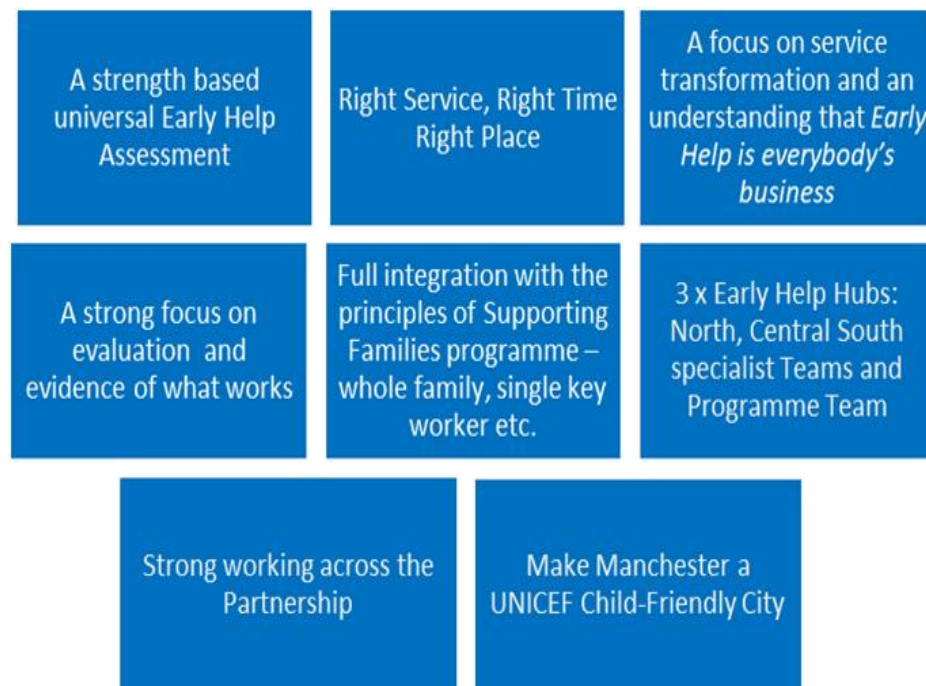 A strength based
universal Early Help
Assessment
Right Service, Right Time
Right Place
A focus on service
transformation and an
understanding that Early
Help is everybody's
business
A strong focus on
evaluation and
evidence of what works
Full integration with the
principles of Supporting
Families programme –
whole family, single key
worker etc.
3 x Early Help Hubs:
North, Central South
specialist Teams and
Programme Team
Strong working across the
Partnership
Make Manchester a
UNICEF Child-Friendly City